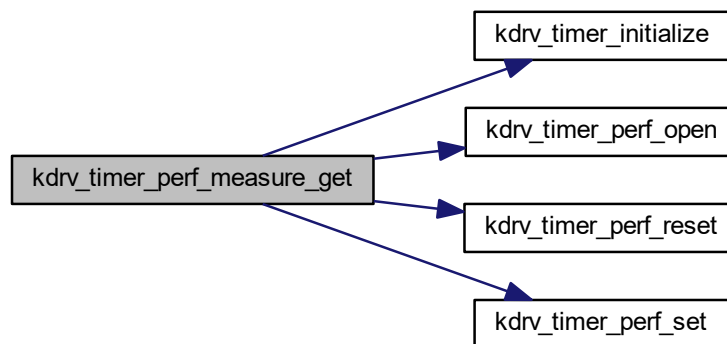 kdrv_timer_initialize
kdrv_timer_perf_open
kdrv_timer_perf_measure_get
kdrv_timer_perf_reset
kdrv_timer_perf_set